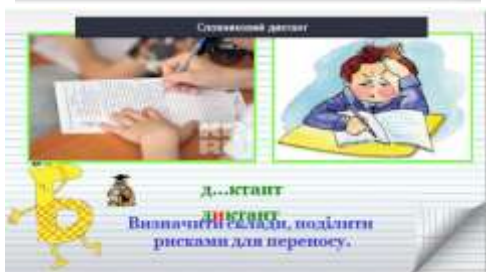 Словниковий диктант
д...ктант
диктант
Визначити склади, поділити
рисками для переносу.